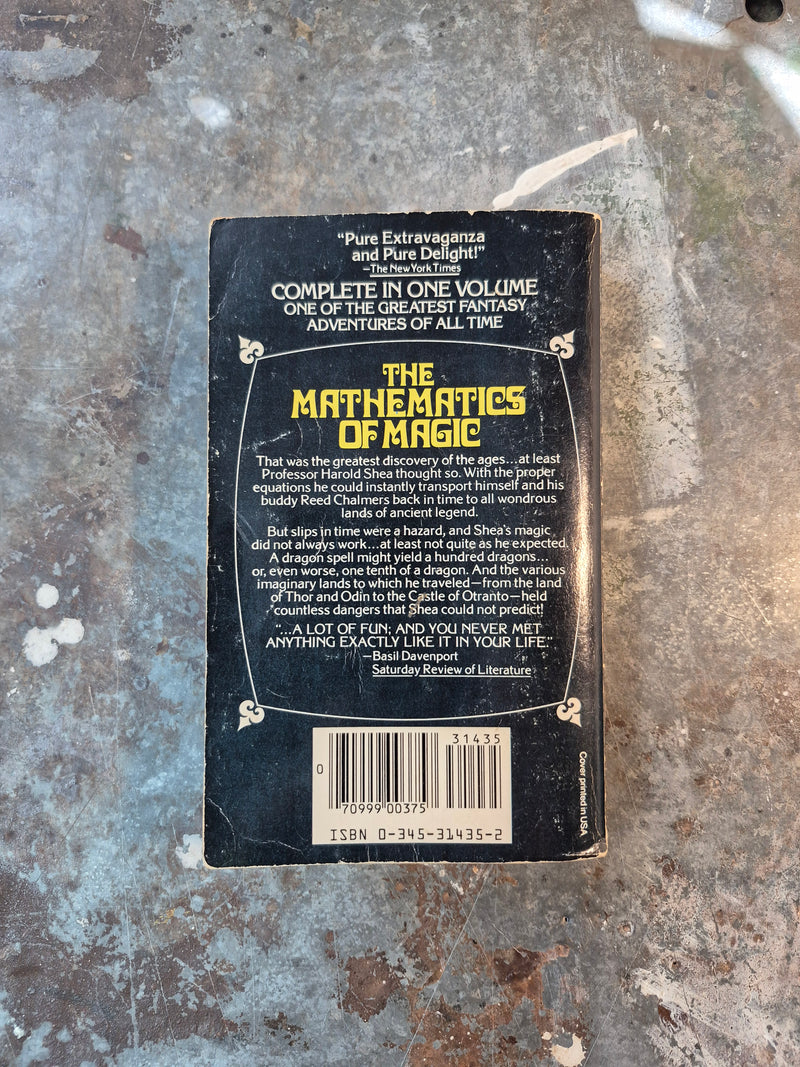 “Pure Extravaganza
and Pure Delight!”
—The New York Times
COMPLETE IN ONE VOLUME
ONE OF THE GREATEST FANTASY
ADVENTURES OF ALL TIME
THE
MATHEMATICS
OF MAGIC
That was the greatest discovery of the ages...at least
Professor Harold Shea thought so. With the proper
equations he could instantly transport himself and his
buddy Reed Chalmers back in time to all wondrous
lands of ancient legend.
But slips in time were a hazard, and Shea's magic
did not always work...at least not quite as he expected.
A dragon spell might yield a hundred dragons...
or, even worse, one tenth of a dragon. And the various
imaginary lands to which he traveled—from the land
of Thor and Odin to the Castle of Otranto—held
countless dangers that Shea could not predict!
“...A LOT OF FUN; AND YOU NEVER MET
ANYTHING EXACTLY LIKE IT IN YOUR LIFE.”
—Basil Davenport
Saturday Review of Literature
31435
0
70999 00375
ISBN 0-345-31435-2
Cover printed in USA